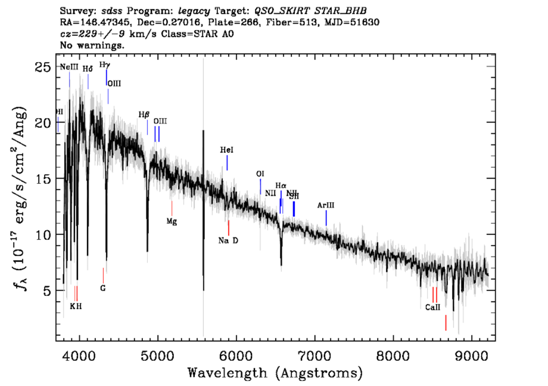 Survey: sdss Program: legacy Target: QSO_SKIRT STAR_BHB
RA=146.47345, Dec=0.27016, Plate=266, Fiber=513, MJD=51630
cz=229+/-9 km/s Class=STAR A0
No warnings.
25
20
15
10
5
fλ (10⁻¹⁷ erg/s/cm²/Ang)
NeIII Hδ Hγ
OIII
Hβ
OIII
HeI
OI
NII Hα NII
SII
ArIII
Mg
Na D
K H
G
CaII
4000 5000 6000 7000 8000 9000
Wavelength (Angstroms)